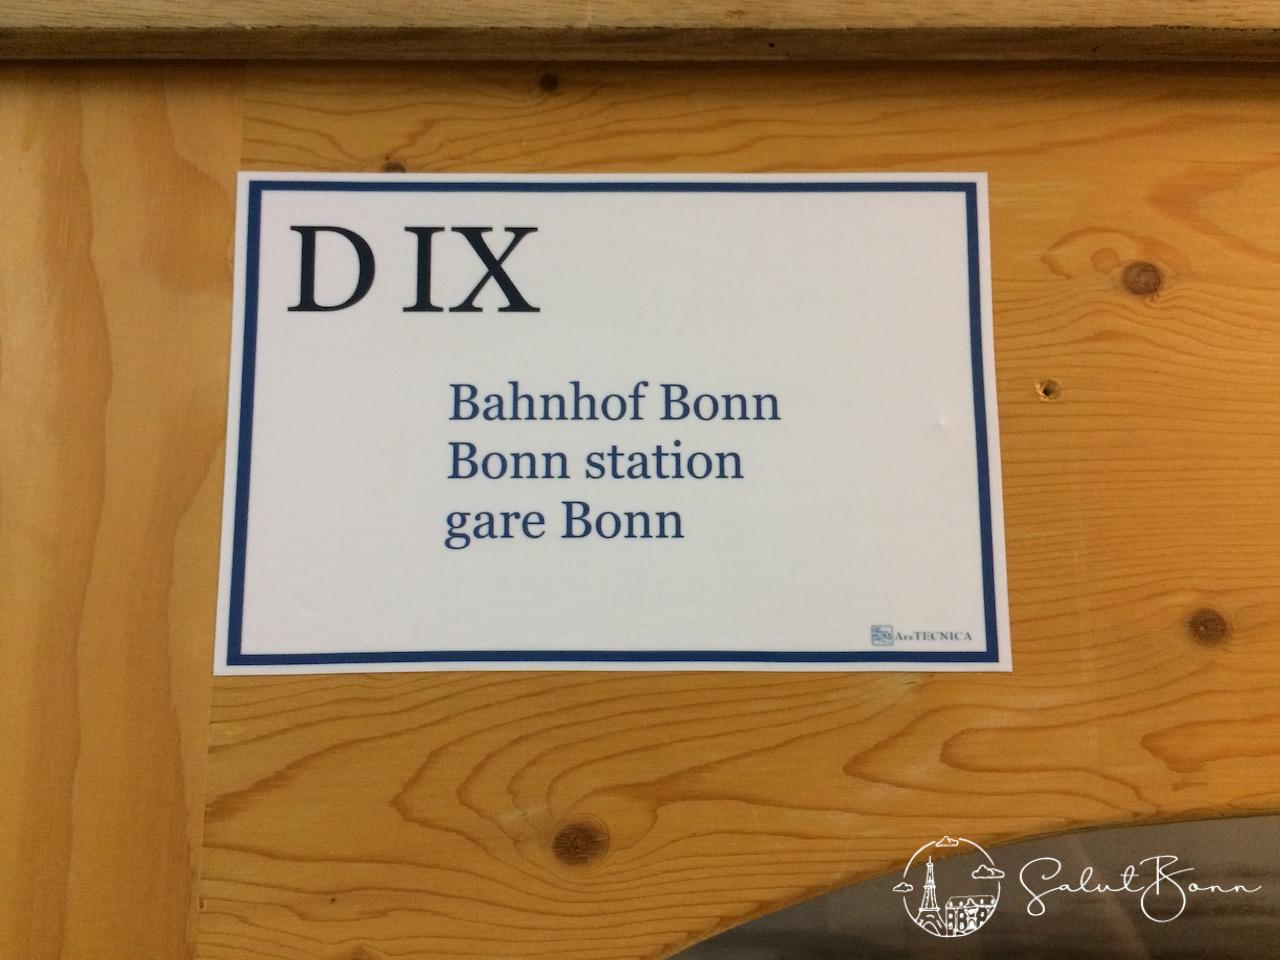 D IX
Bahnhof Bonn
Bonn station
gare Bonn
ArsTECNICA
Salut Bonn